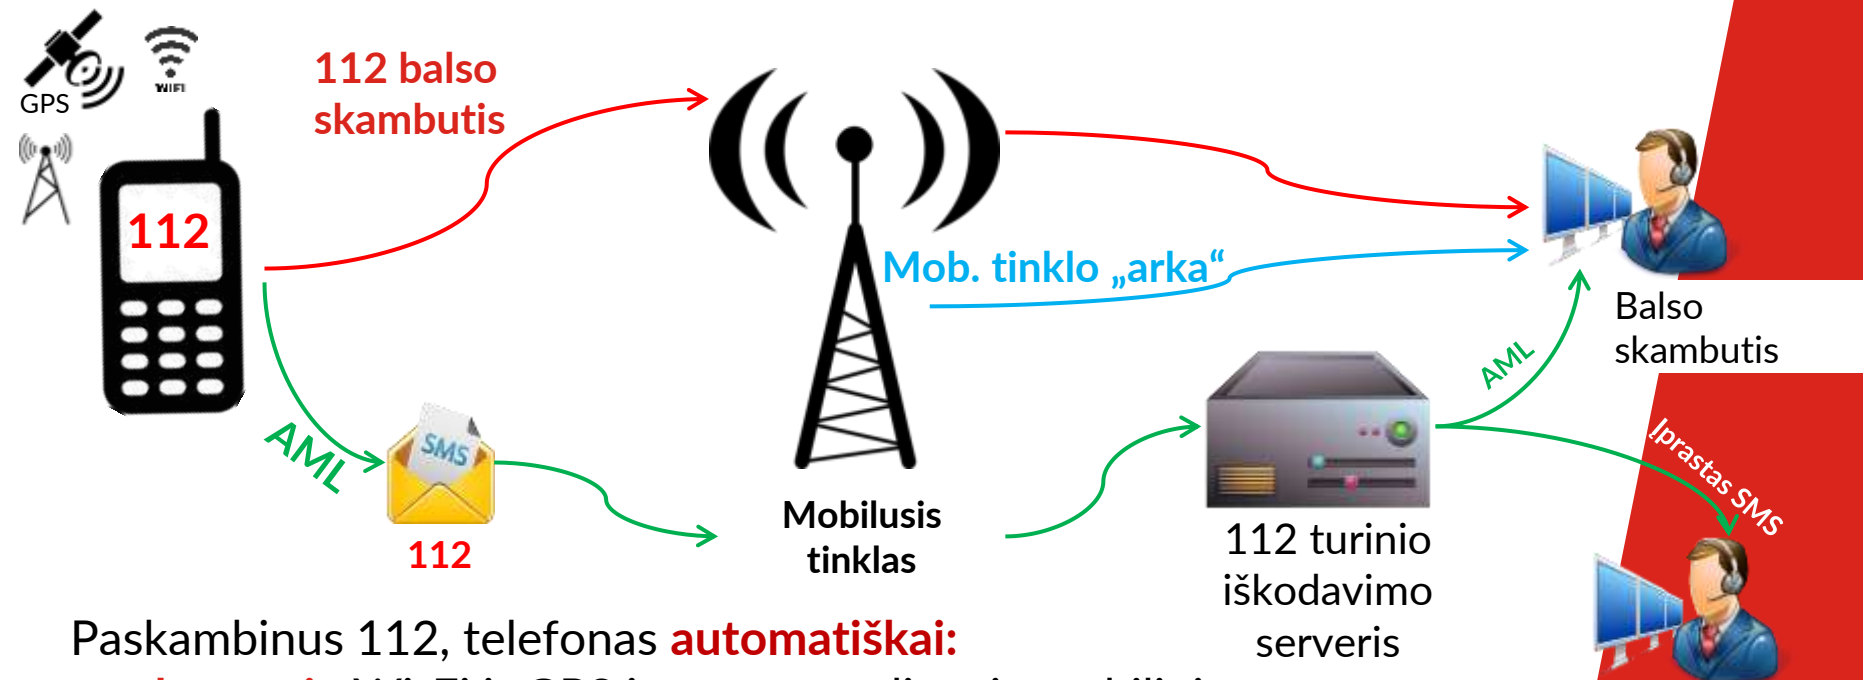 GPS
WIFI
112
112 balso
skambutis
Mob. tinklo „arka“
Balso
skambutis
AML
SMS
112
Mobilusis
tinklas
112 turinio
iškodavimo
serveris
AML
Įprastas SMS
Paskambinus 112, telefonas automatiškai: